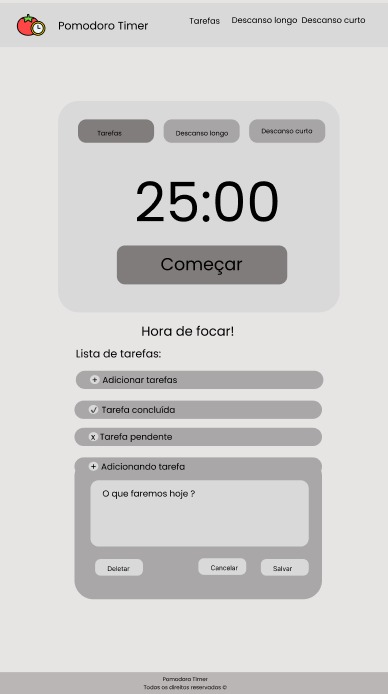 Pomodoro Timer
Tarefas Descanso longo Descanso curto
Tarefas Descanso longo Descanso curto
25:00
Começar
Hora de focar!
Lista de tarefas:
+ Adicionar tarefas
✓ Tarefa concluída
x Tarefa pendente
+ Adicionando tarefa
O que faremos hoje ?
Deletar Cancelar Salvar
Pomodoro Timer
Todos os direitos reservadas ©